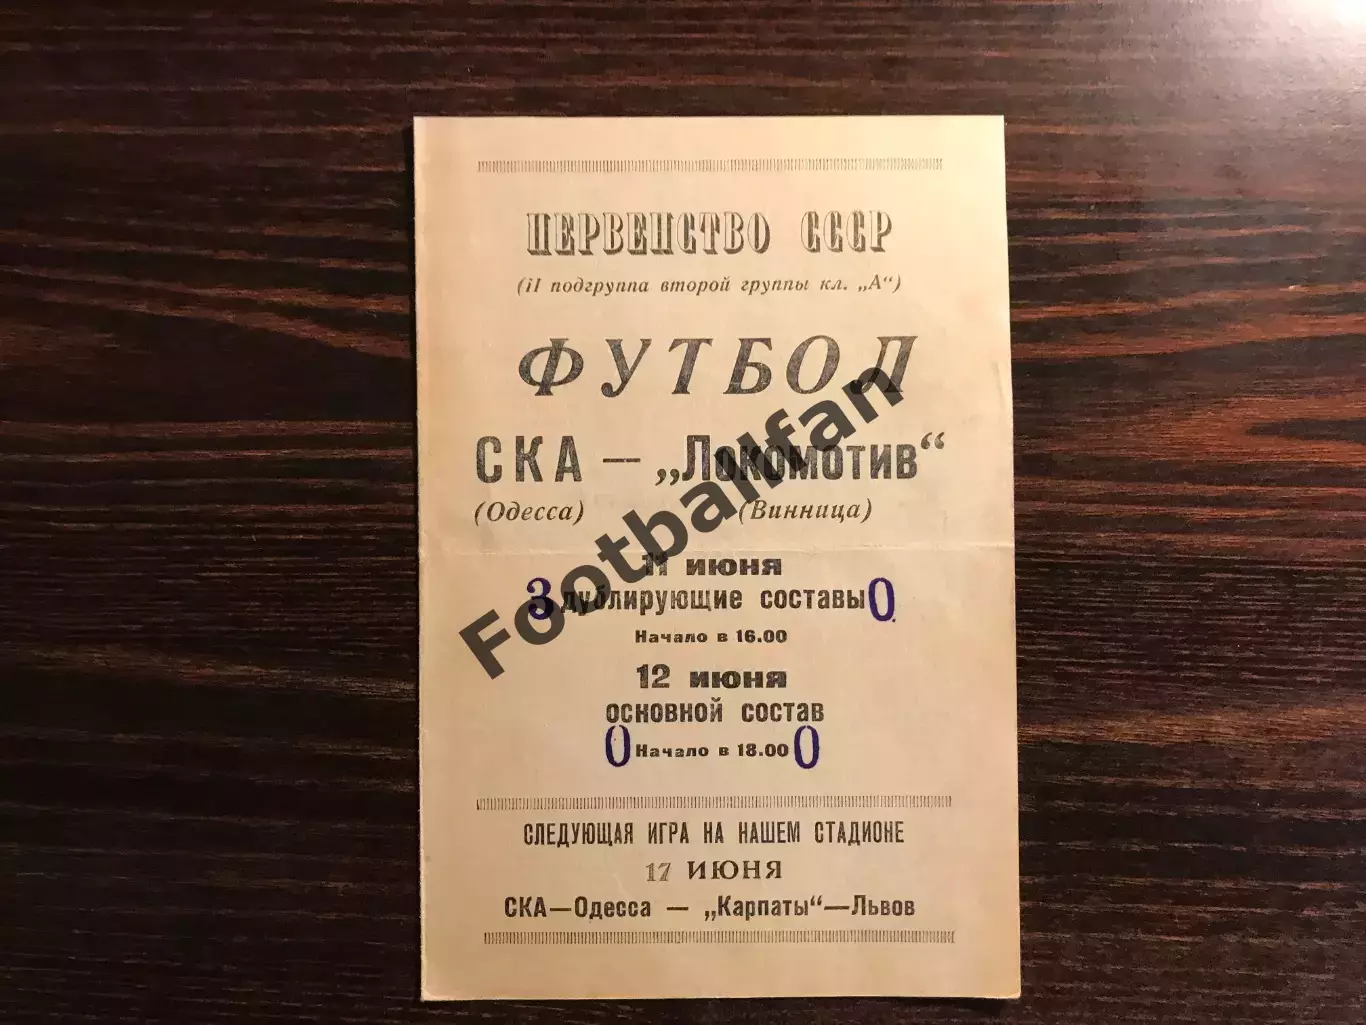 ПЕРВЕНСТВО СССР
(II подгруппа второй группы кл. „А“)
ФУТБОЛ
СКА — „Локомотив“
(Одесса) (Винница)
11 июня
3 дублирующие составы 0
Начало в 16.00
12 июня
основной состав
0 Начало в 18.00 0
СЛЕДУЮЩАЯ ИГРА НА НАШЕМ СТАДИОНЕ
17 ИЮНЯ
СКА—Одесса — „Карпаты“—Львов
Footballfan